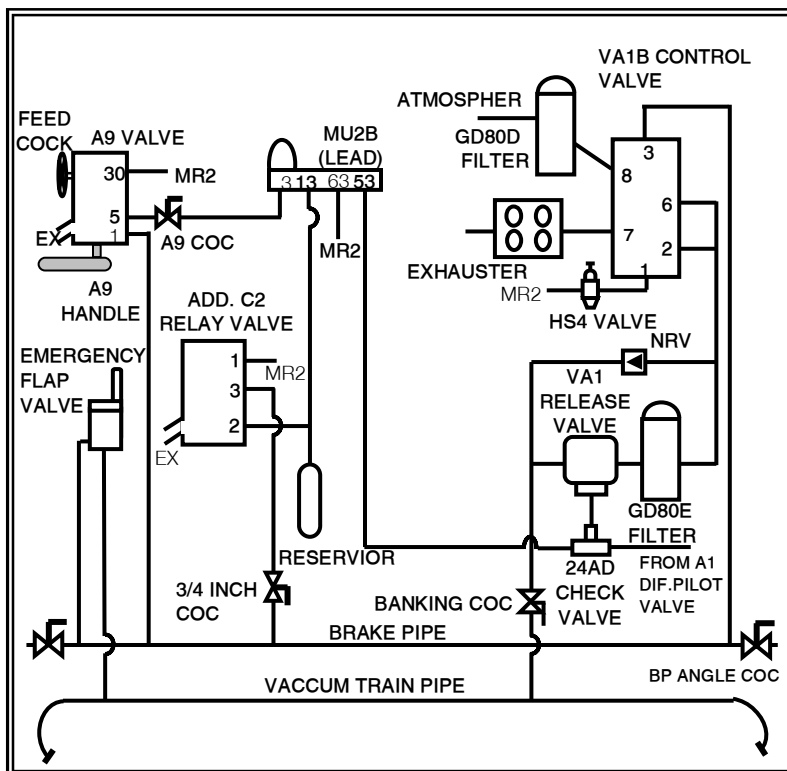 VA1B CONTROL
VALVE
ATMOSPHER
GD80D
FILTER
3
8
6
7
2
1
EXHAUSTER
MR2
HS4 VALVE
FEED
COCK
A9 VALVE
30
MR2
5
1
EX
A9 COC
A9
HANDLE
MU2B
(LEAD)
3 13 63 53
MR2
ADD. C2
RELAY VALVE
1
MR2
3
2
EX
EMERGENCY
FLAP
VALVE
RESERVIOR
3/4 INCH
COC
NRV
VA1
RELEASE
VALVE
GD80E
FILTER
24AD
CHECK
VALVE
FROM A1
DIF.PILOT
VALVE
BANKING COC
BRAKE PIPE
BP ANGLE COC
VACCUM TRAIN PIPE